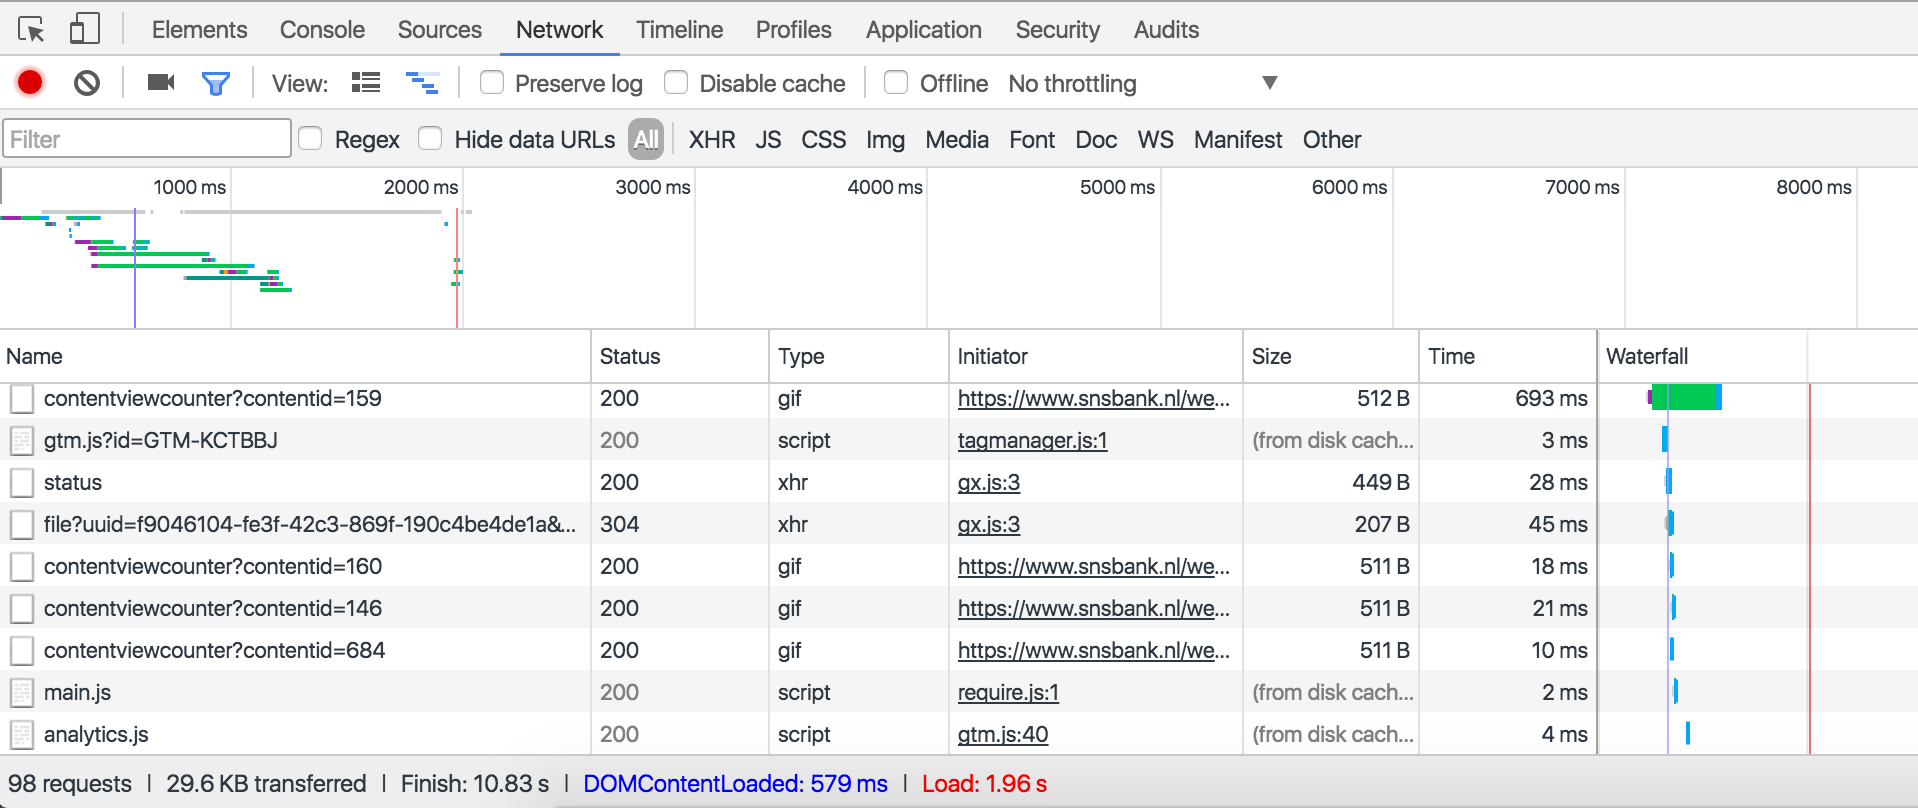 Elements Console Sources Network Timeline Profiles Application Security Audits
View: Preserve log Disable cache Offline No throttling
Filter Regex Hide data URLs All XHR JS CSS Img Media Font Doc WS Manifest Other
1000 ms 2000 ms 3000 ms 4000 ms 5000 ms 6000 ms 7000 ms 8000 ms
Name Status Type Initiator Size Time Waterfall
contentviewcounter?contentid=159 200 gif https://www.snsbank.nl/we... 512 B 693 ms
gtm.js?id=GTM-KCTBBJ 200 script tagmanager.js:1 (from disk cach... 3 ms
status 200 xhr gx.js:3 449 B 28 ms
file?uuid=f9046104-fe3f-42c3-869f-190c4be4de1a&... 304 xhr gx.js:3 207 B 45 ms
contentviewcounter?contentid=160 200 gif https://www.snsbank.nl/we... 511 B 18 ms
contentviewcounter?contentid=146 200 gif https://www.snsbank.nl/we... 511 B 21 ms
contentviewcounter?contentid=684 200 gif https://www.snsbank.nl/we... 511 B 10 ms
main.js 200 script require.js:1 (from disk cach... 2 ms
analytics.js 200 script gtm.js:40 (from disk cach... 4 ms
98 requests | 29.6 KB transferred | Finish: 10.83 s | DOMContentLoaded: 579 ms | Load: 1.96 s